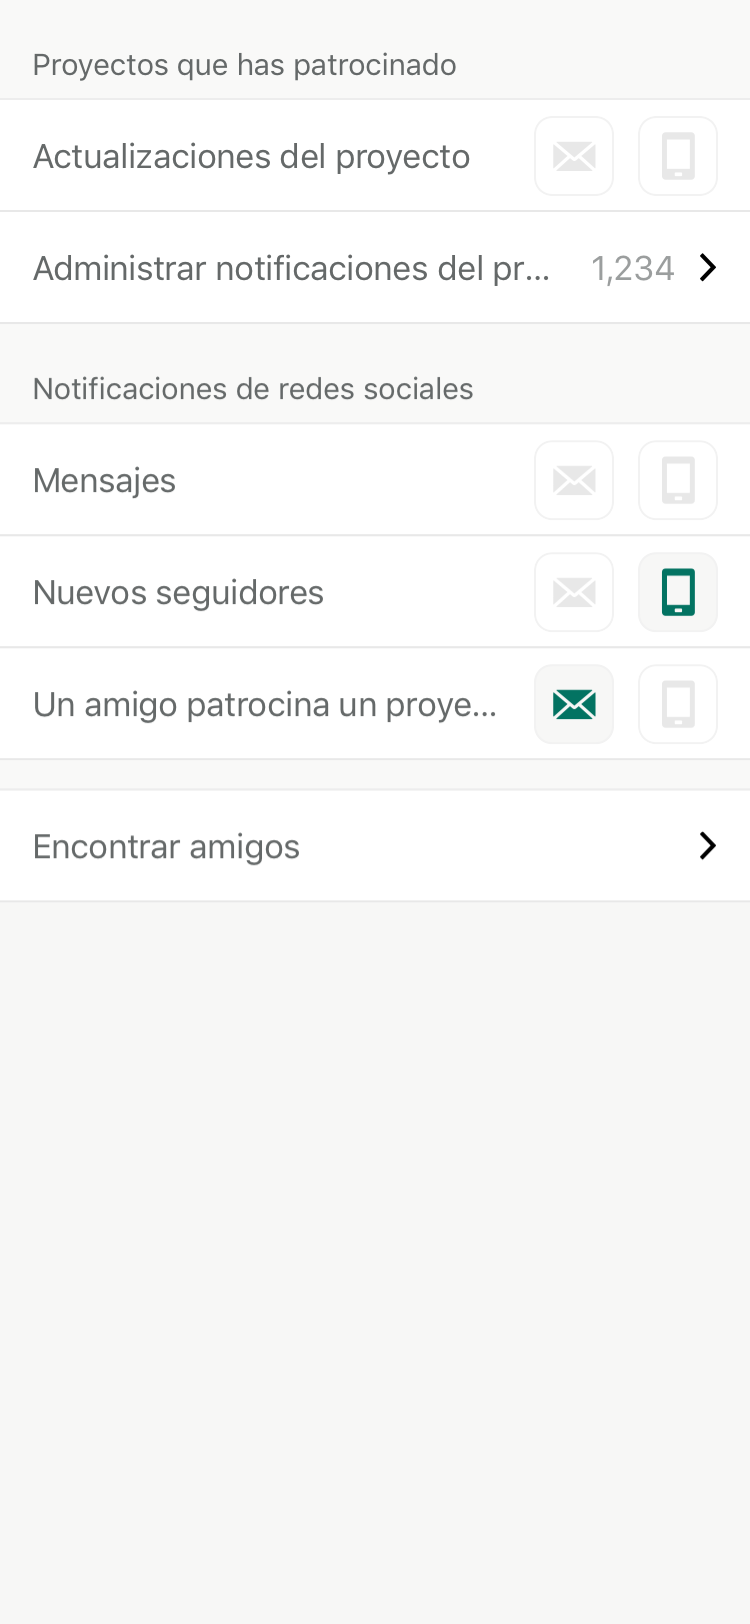 Proyectos que has patrocinado
Actualizaciones del proyecto
Administrar notificaciones del pr... 1,234
Notificaciones de redes sociales
Mensajes
Nuevos seguidores
Un amigo patrocina un proye...
Encontrar amigos